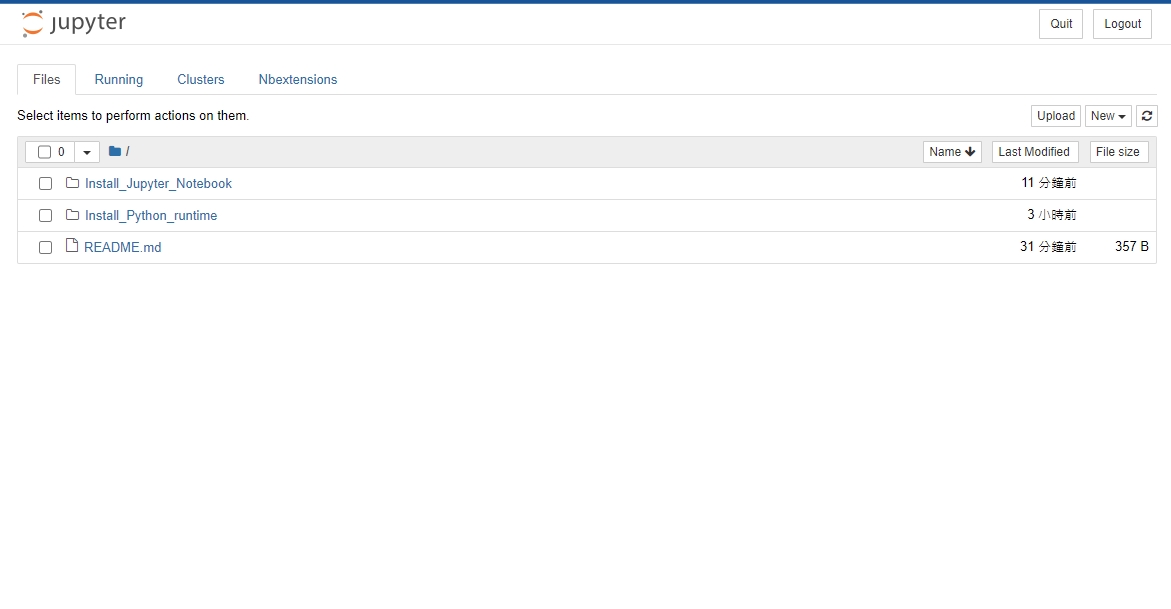 jupyter
Quit
Logout
Files
Running
Clusters
Nbextensions
Select items to perform actions on them.
Upload
New
0
/
Name
Last Modified
File size
Install_Jupyter_Notebook
11 分鐘前
Install_Python_runtime
3 小時前
README.md
31 分鐘前
357 B